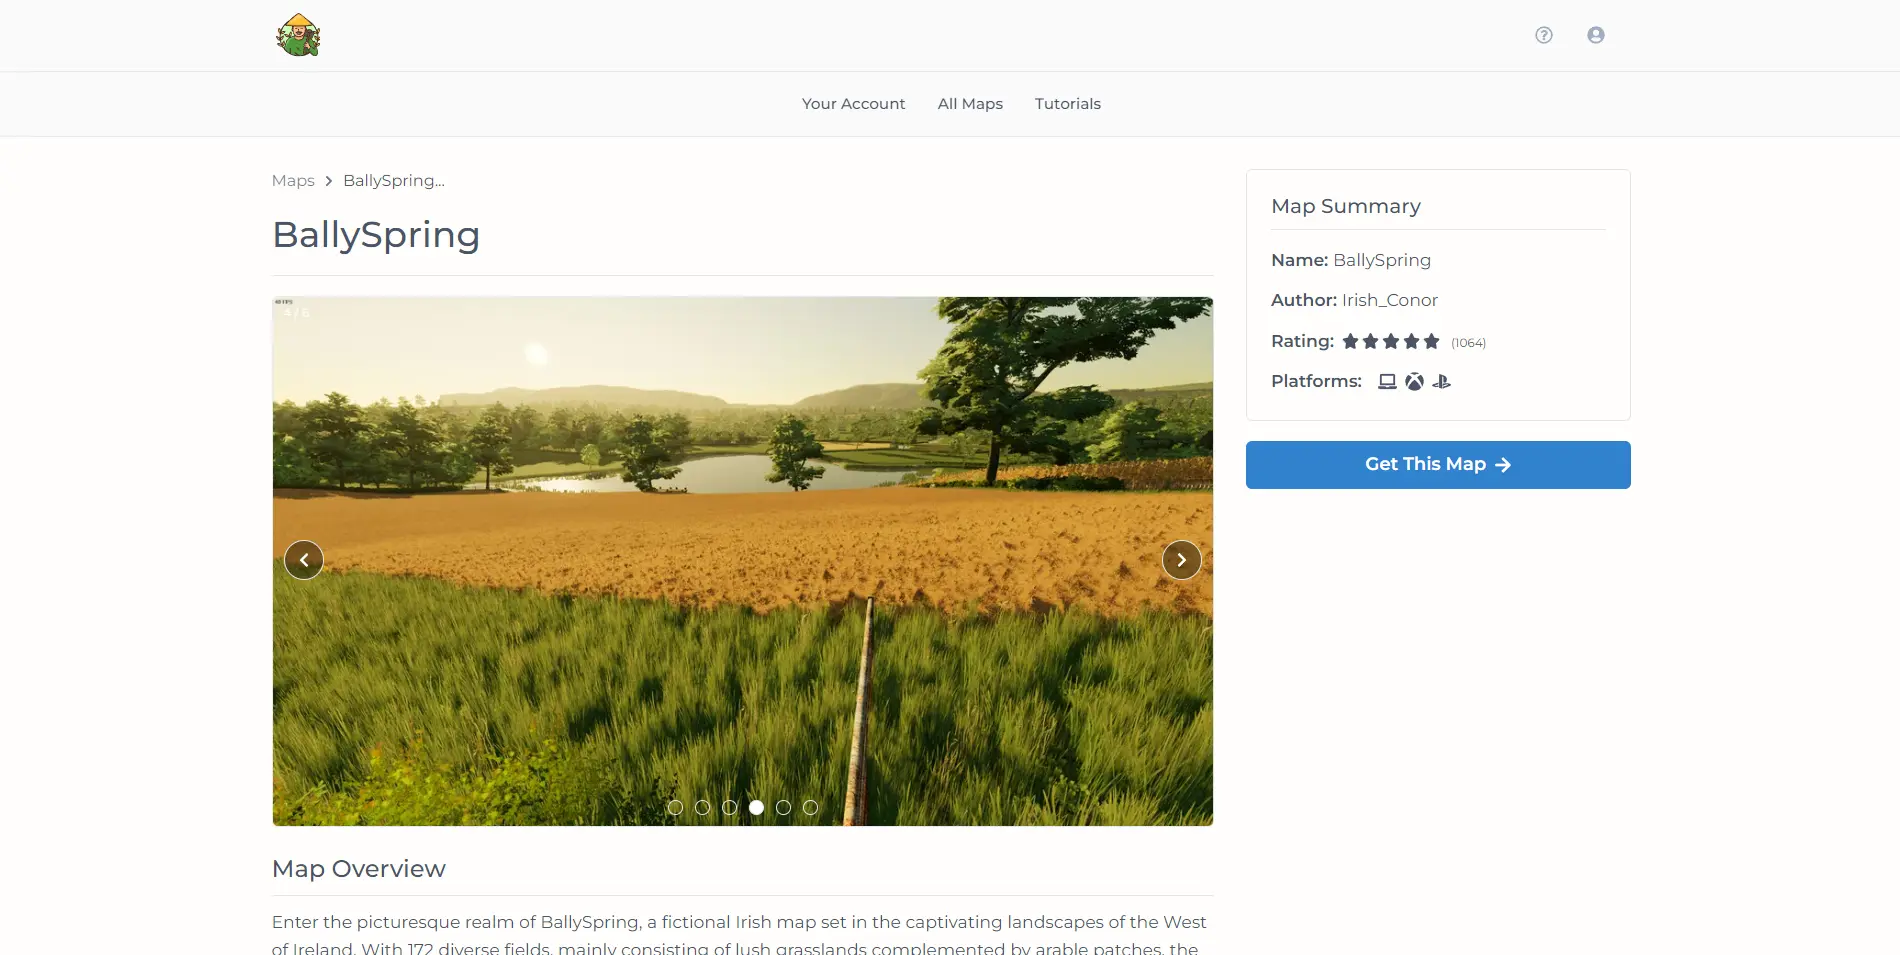 Your Account
All Maps
Tutorials
Maps
BallySpring...
BallySpring
4 / 6
Map Overview
Enter the picturesque realm of BallySpring, a fictional Irish map set in the captivating landscapes of the West
of Ireland. With 172 diverse fields, mainly consisting of lush grasslands complemented by arable patches, the
Map Summary
Name: BallySpring
Author: Irish_Conor
Rating: (1064)
Platforms:
Get This Map